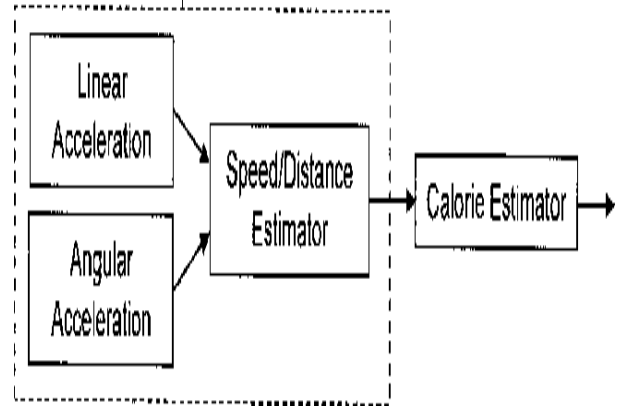 Linear
Acceleration
Speed/Distance
Estimator
Calorie Estimator
Angular
Acceleration